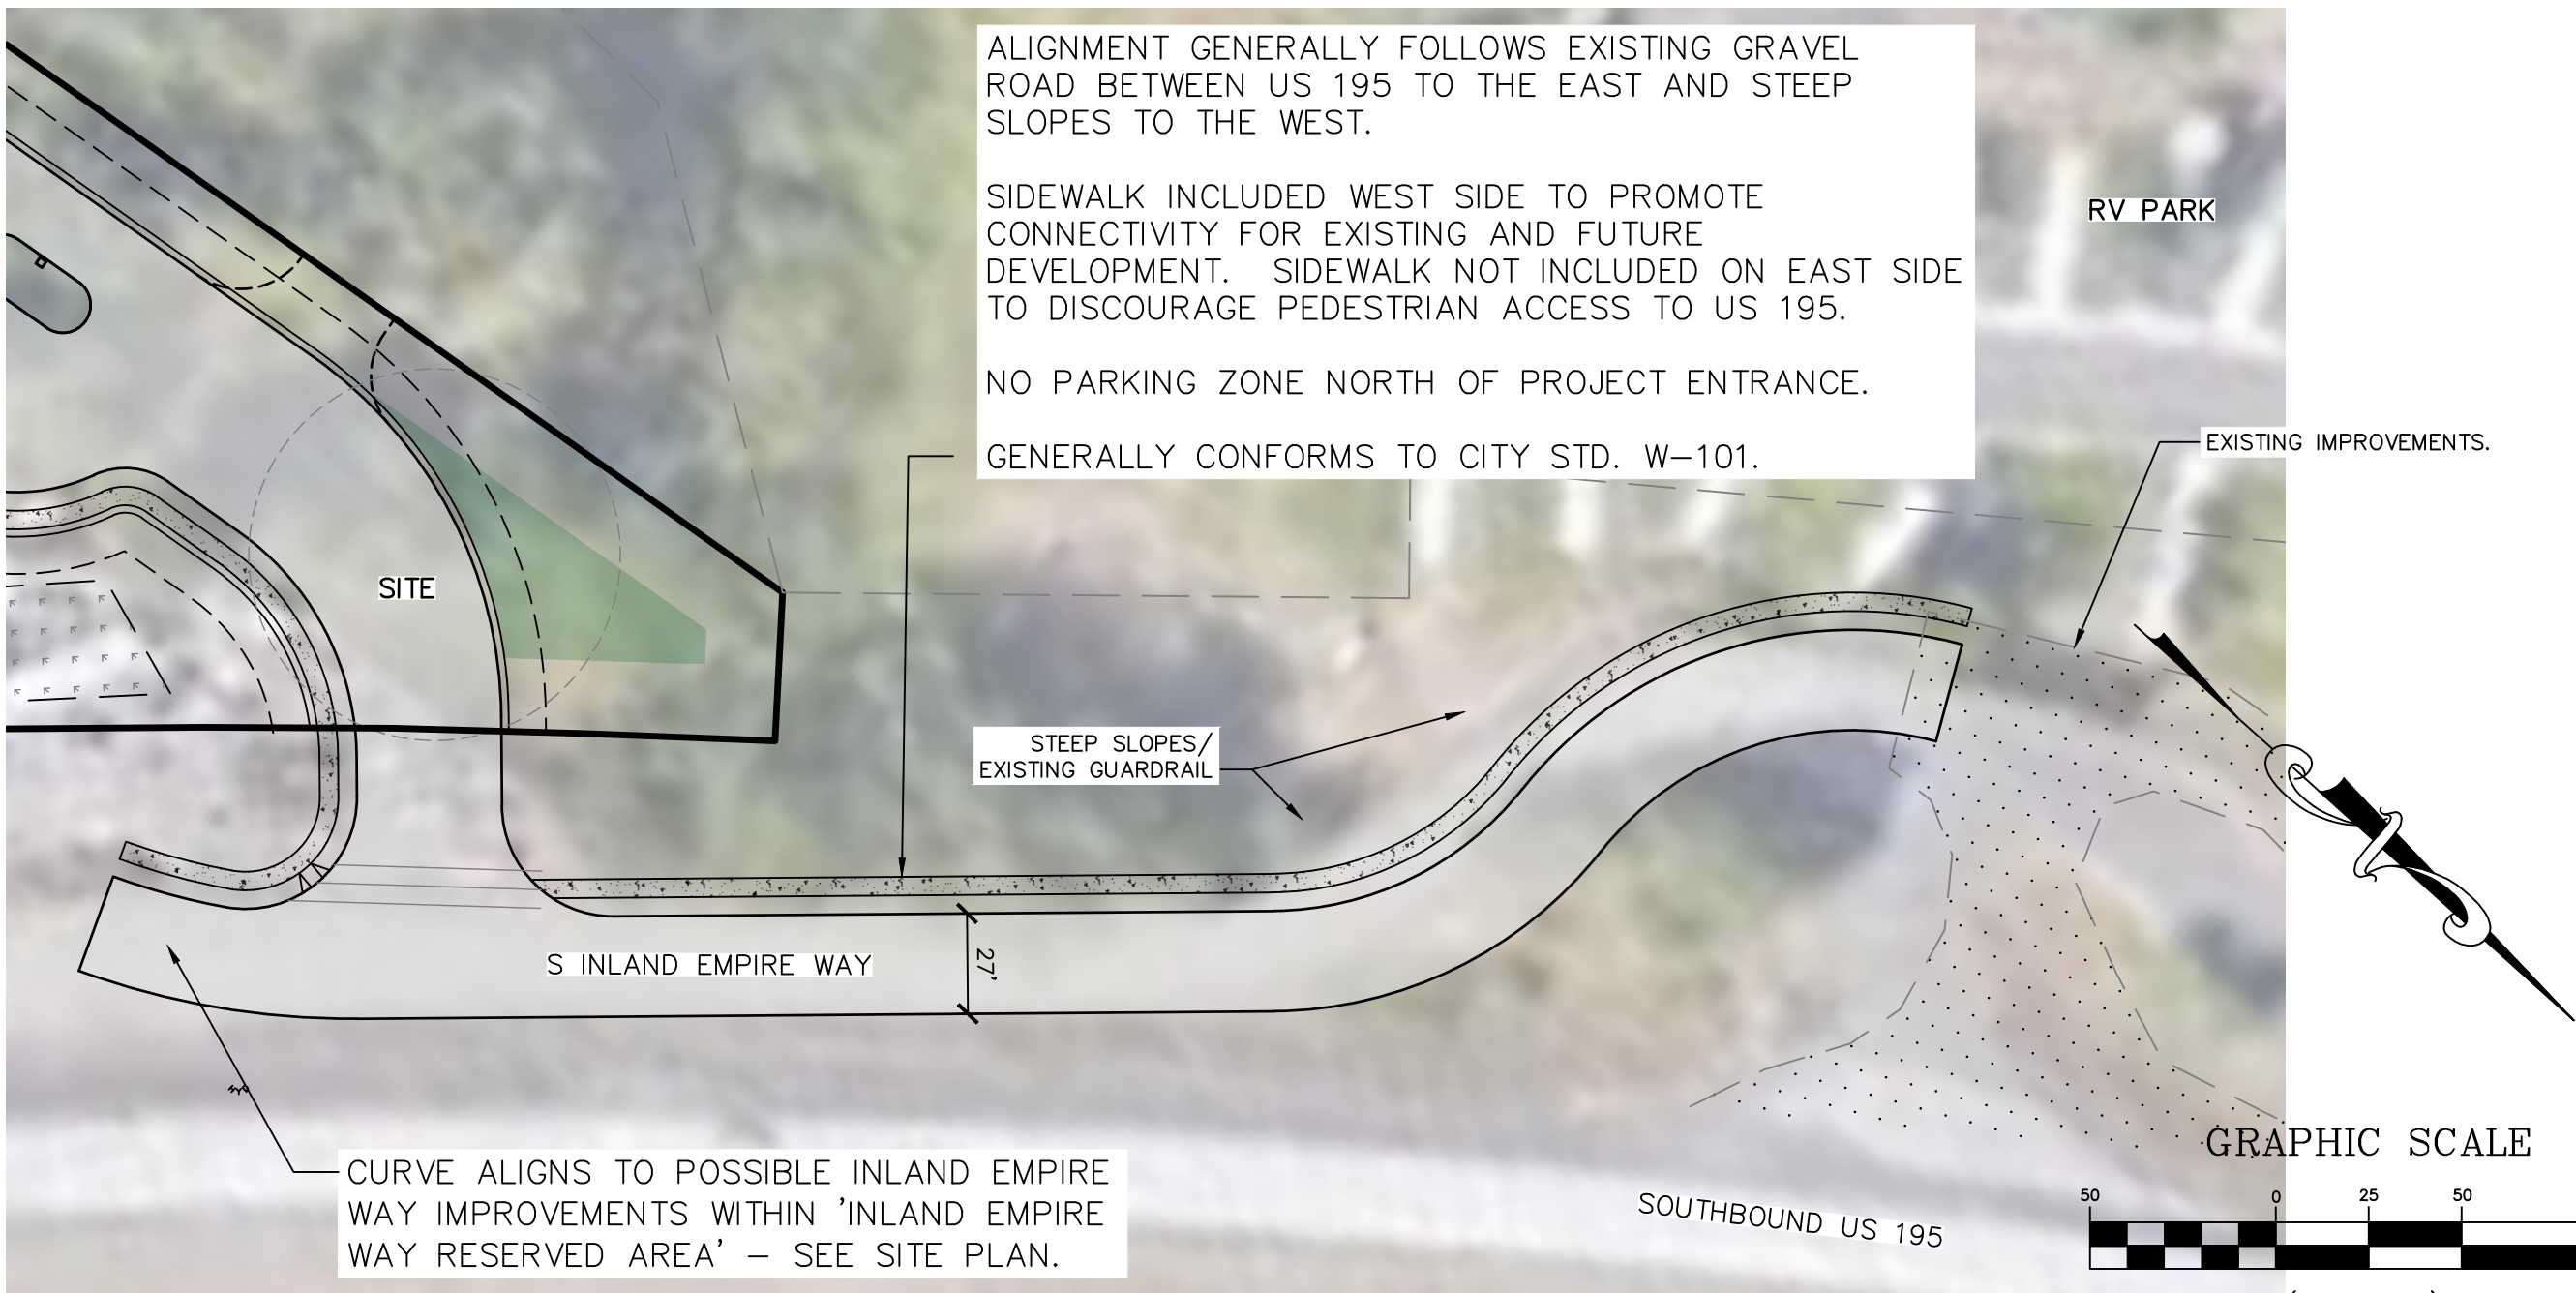 ALIGNMENT GENERALLY FOLLOWS EXISTING GRAVEL
ROAD BETWEEN US 195 TO THE EAST AND STEEP
SLOPES TO THE WEST.
SIDEWALK INCLUDED WEST SIDE TO PROMOTE
CONNECTIVITY FOR EXISTING AND FUTURE
DEVELOPMENT.  SIDEWALK NOT INCLUDED ON EAST SIDE
TO DISCOURAGE PEDESTRIAN ACCESS TO US 195.
NO PARKING ZONE NORTH OF PROJECT ENTRANCE.
GENERALLY CONFORMS TO CITY STD. W-101.
RV PARK
EXISTING IMPROVEMENTS.
SITE
STEEP SLOPES/
EXISTING GUARDRAIL
S INLAND EMPIRE WAY
27'
CURVE ALIGNS TO POSSIBLE INLAND EMPIRE
WAY IMPROVEMENTS WITHIN 'INLAND EMPIRE
WAY RESERVED AREA' - SEE SITE PLAN.
SOUTHBOUND US 195
GRAPHIC SCALE
50 0 25 50